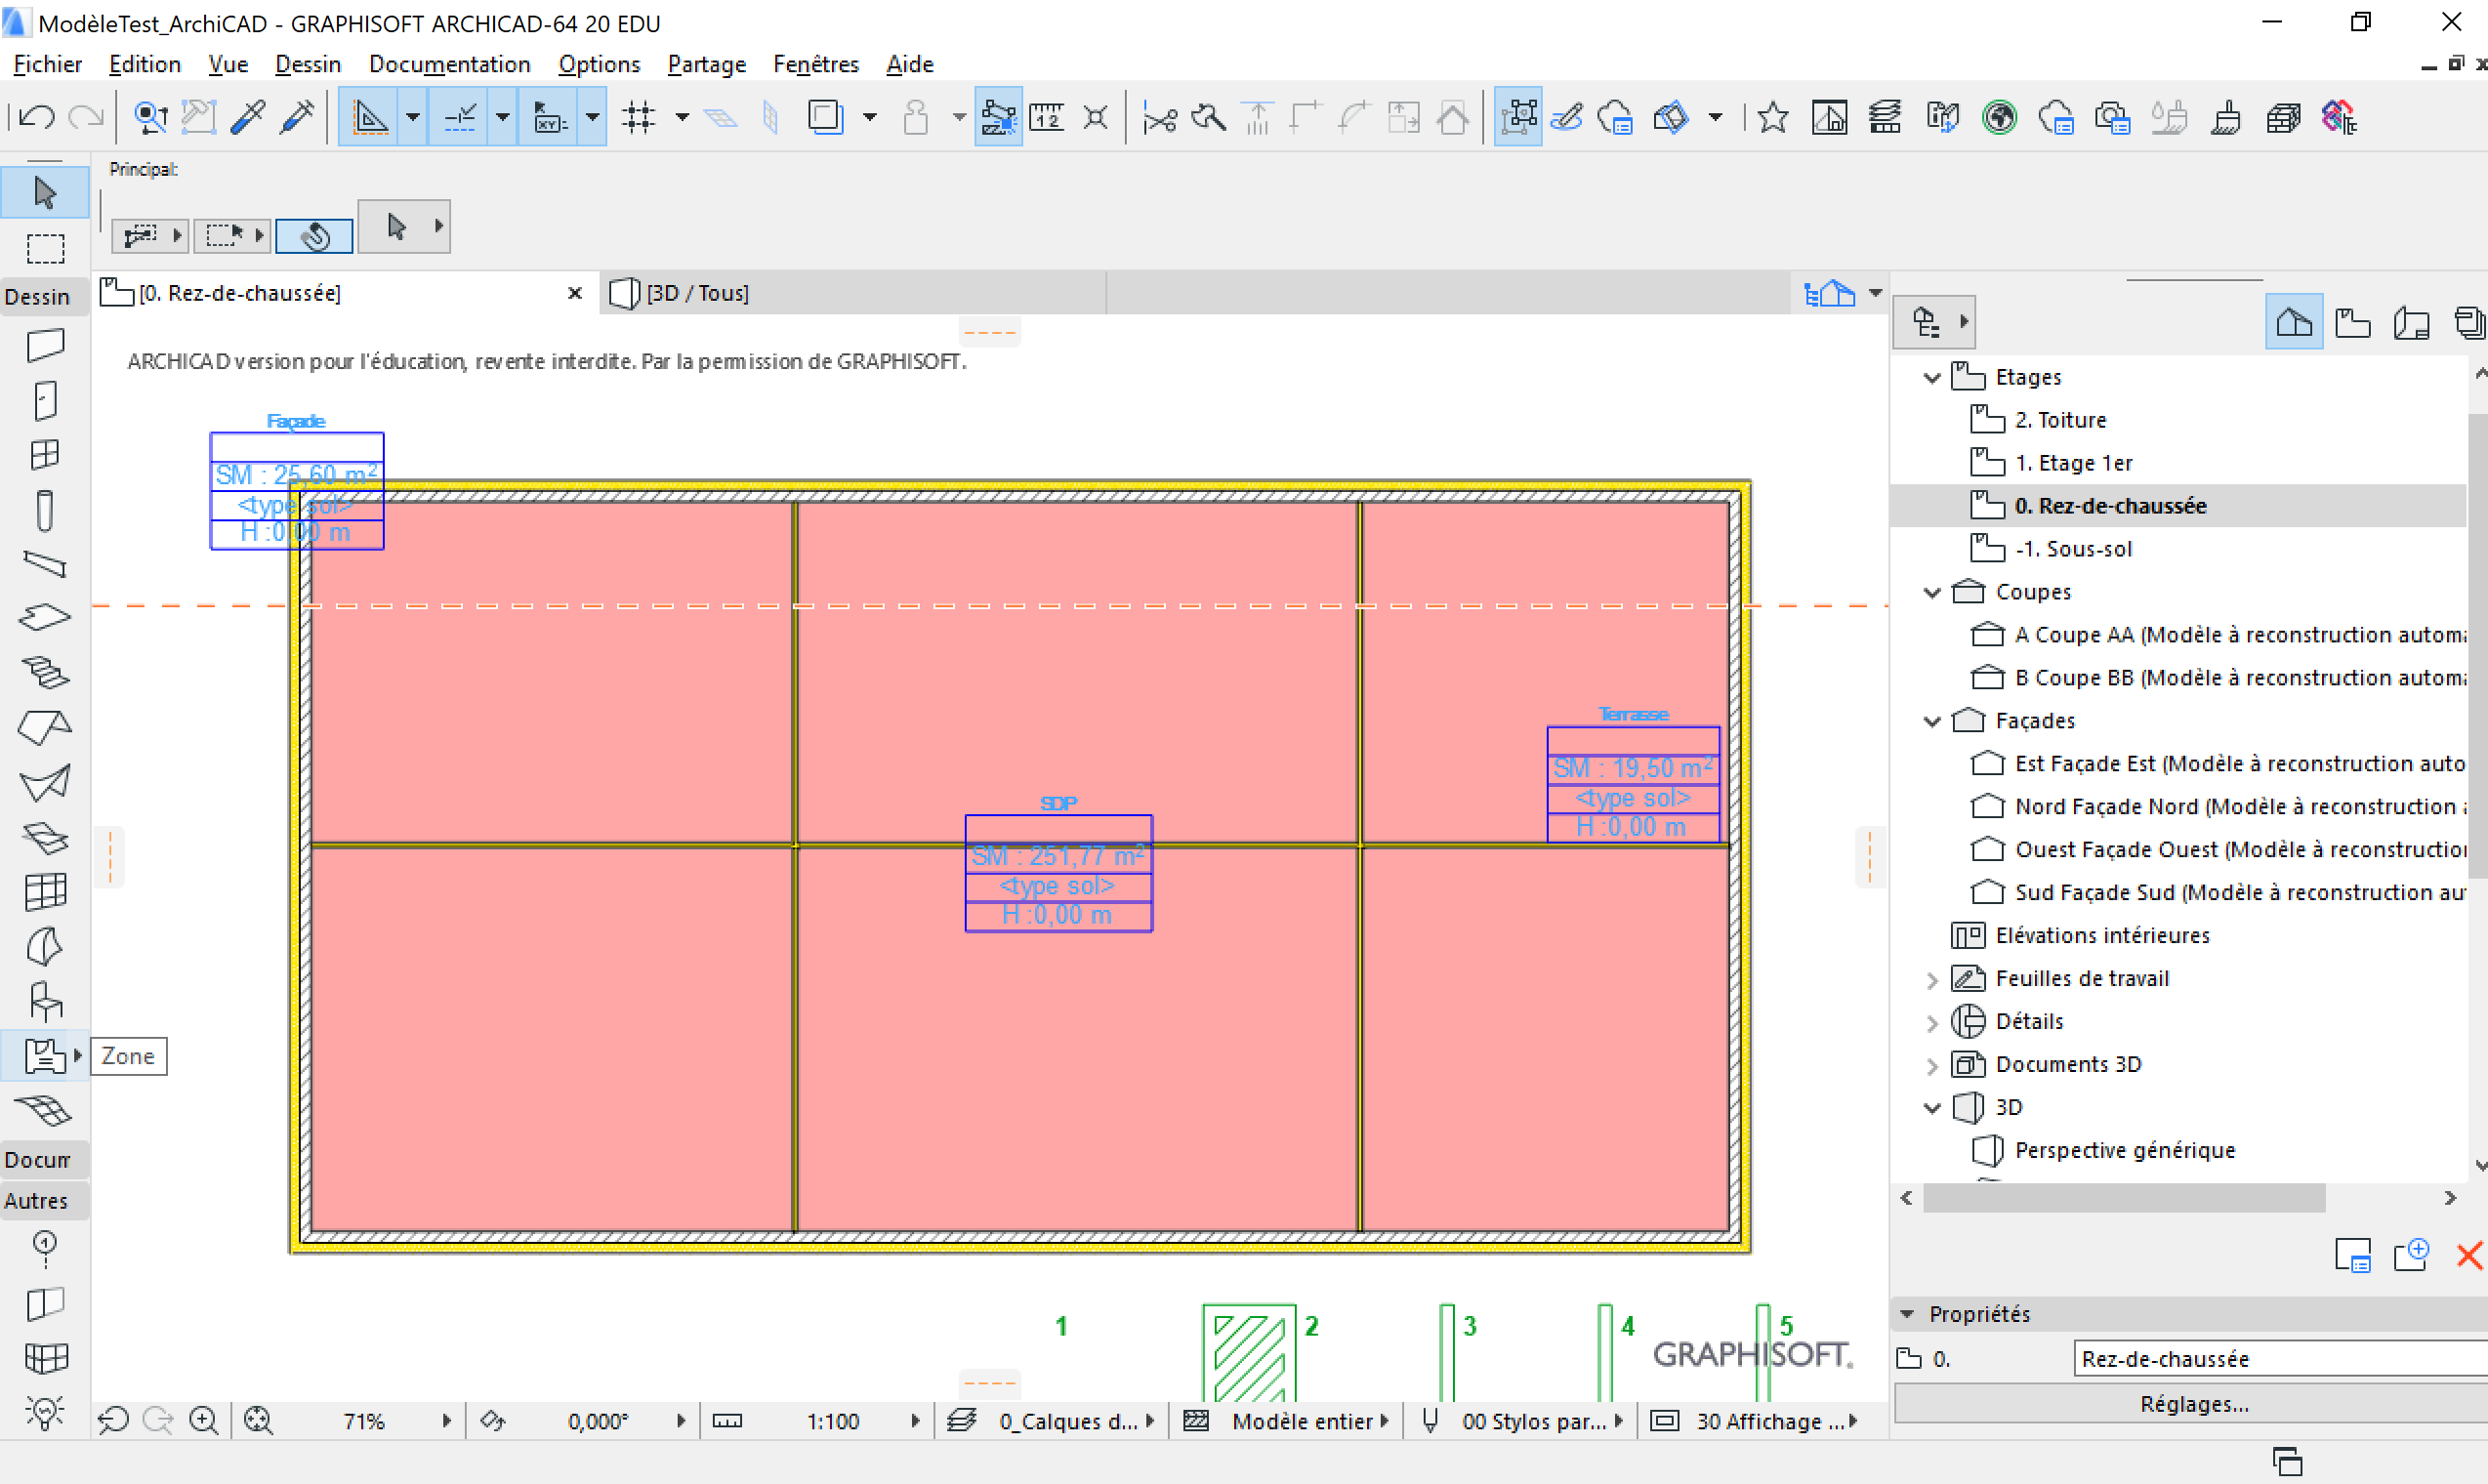 ModèleTest_ArchiCAD - GRAPHISOFT ARCHICAD-64 20 EDU
Fichier Edition Vue Dessin Documentation Options Partage Fenêtres Aide
Principal:
Dessin
[0. Rez-de-chaussée]
[3D / Tous]
ARCHICAD version pour l'éducation, revente interdite. Par la permission de GRAPHISOFT.
Façade
SM : 25,60 m²
<type sol>
H :0,00 m
Terrasse
SM : 19,50 m²
<type sol>
H :0,00 m
SDP
SM : 251,77 m²
<type sol>
H :0,00 m
Zone
Docum
Autres
1 2 3 4 5
GRAPHISOFT.
71% 0,000° 1:100 0_Calques d... Modèle entier 00 Stylos par... 30 Affichage ...
Etages
2. Toiture
1. Etage 1er
0. Rez-de-chaussée
-1. Sous-sol
Coupes
A Coupe AA (Modèle à reconstruction autom
B Coupe BB (Modèle à reconstruction autom
Façades
Est Façade Est (Modèle à reconstruction auto
Nord Façade Nord (Modèle à reconstruction
Ouest Façade Ouest (Modèle à reconstruction
Sud Façade Sud (Modèle à reconstruction au
Elévations intérieures
Feuilles de travail
Détails
Documents 3D
3D
Perspective générique
Propriétés
0. Rez-de-chaussée
Réglages...